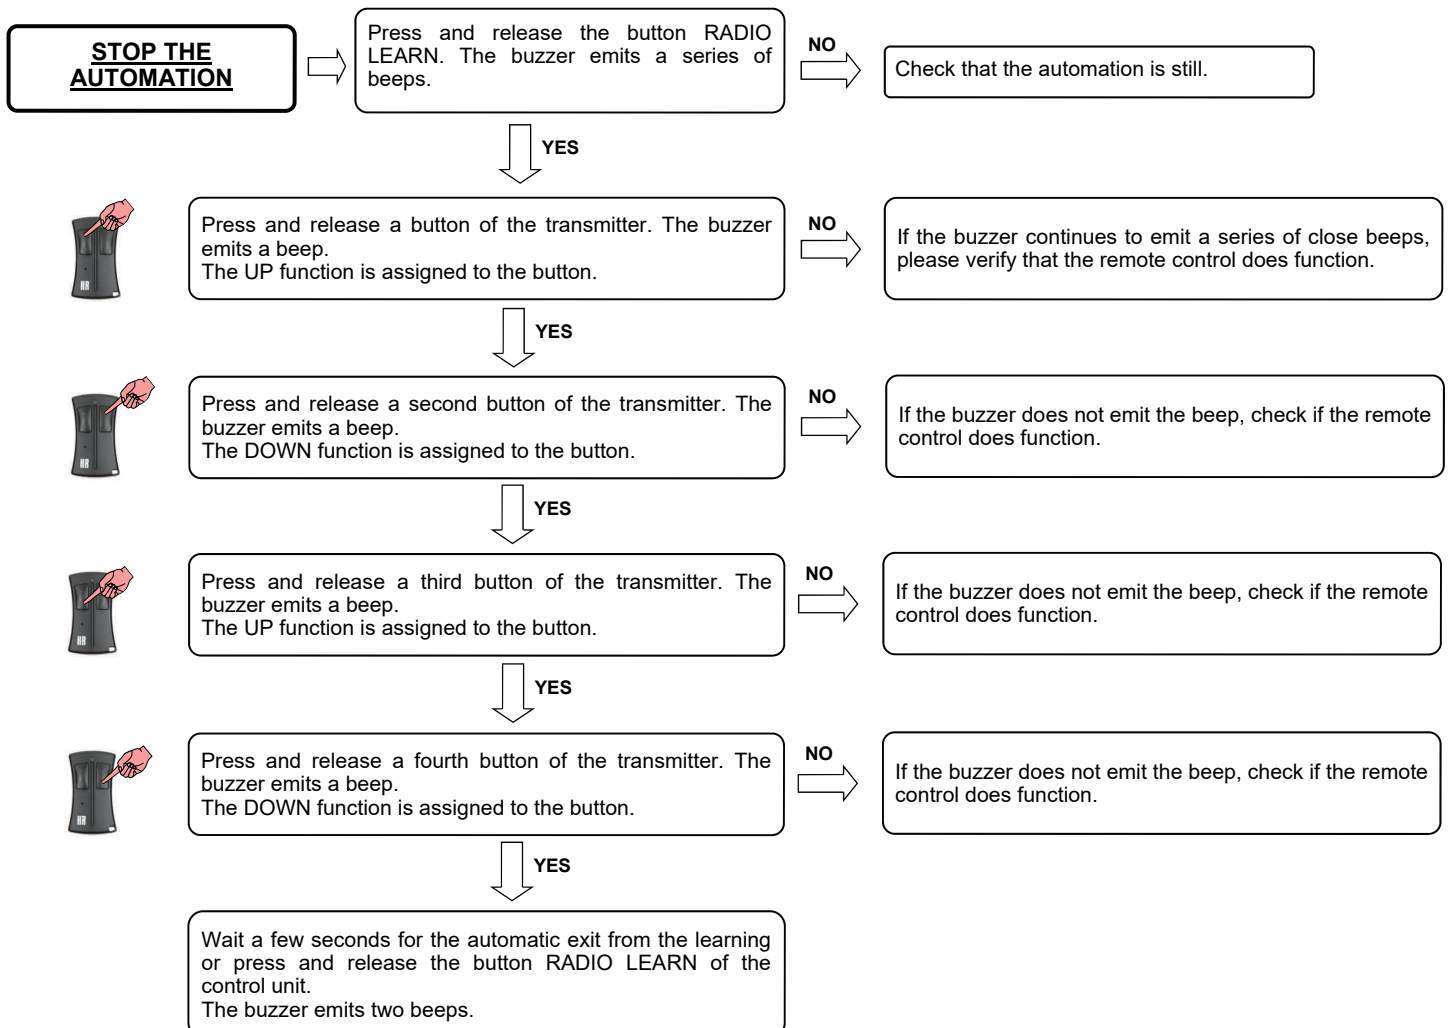 STOP THE
AUTOMATION
Press and release the button RADIO
LEARN. The buzzer emits a series of
beeps.
NO
Check that the automation is still.
YES
Press and release a button of the transmitter. The buzzer
emits a beep.
The UP function is assigned to the button.
NO
If the buzzer continues to emit a series of close beeps,
please verify that the remote control does function.
HR
YES
Press and release a second button of the transmitter. The
buzzer emits a beep.
The DOWN function is assigned to the button.
NO
If the buzzer does not emit the beep, check if the remote
control does function.
HR
YES
Press and release a third button of the transmitter. The
buzzer emits a beep.
The UP function is assigned to the button.
NO
If the buzzer does not emit the beep, check if the remote
control does function.
HR
YES
Press and release a fourth button of the transmitter. The
buzzer emits a beep.
The DOWN function is assigned to the button.
NO
If the buzzer does not emit the beep, check if the remote
control does function.
HR
YES
Wait a few seconds for the automatic exit from the learning
or press and release the button RADIO LEARN of the
control unit.
The buzzer emits two beeps.